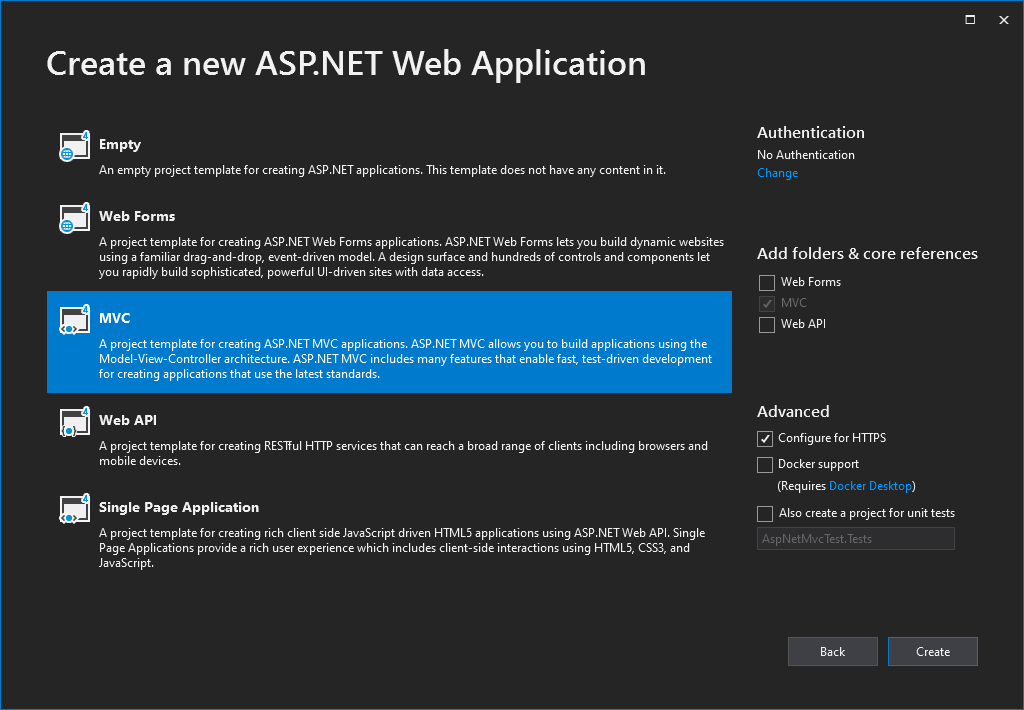 Create a new ASP.NET Web Application
4
Empty
An empty project template for creating ASP.NET applications. This template does not have any content in it.
4
Web Forms
A project template for creating ASP.NET Web Forms applications. ASP.NET Web Forms lets you build dynamic websites
using a familiar drag-and-drop, event-driven model. A design surface and hundreds of controls and components let
you rapidly build sophisticated, powerful UI-driven sites with data access.
4
MVC
A project template for creating ASP.NET MVC applications. ASP.NET MVC allows you to build applications using the
Model-View-Controller architecture. ASP.NET MVC includes many features that enable fast, test-driven development
for creating applications that use the latest standards.
4
Web API
A project template for creating RESTful HTTP services that can reach a broad range of clients including browsers and
mobile devices.
4
Single Page Application
A project template for creating rich client side JavaScript driven HTML5 applications using ASP.NET Web API. Single
Page Applications provide a rich user experience which includes client-side interactions using HTML5, CSS3, and
JavaScript.
Authentication
No Authentication
Change
Add folders & core references
Web Forms
MVC
Web API
Advanced
Configure for HTTPS
Docker support
(Requires Docker Desktop)
Also create a project for unit tests
AspNetMvcTest.Tests
Back
Create